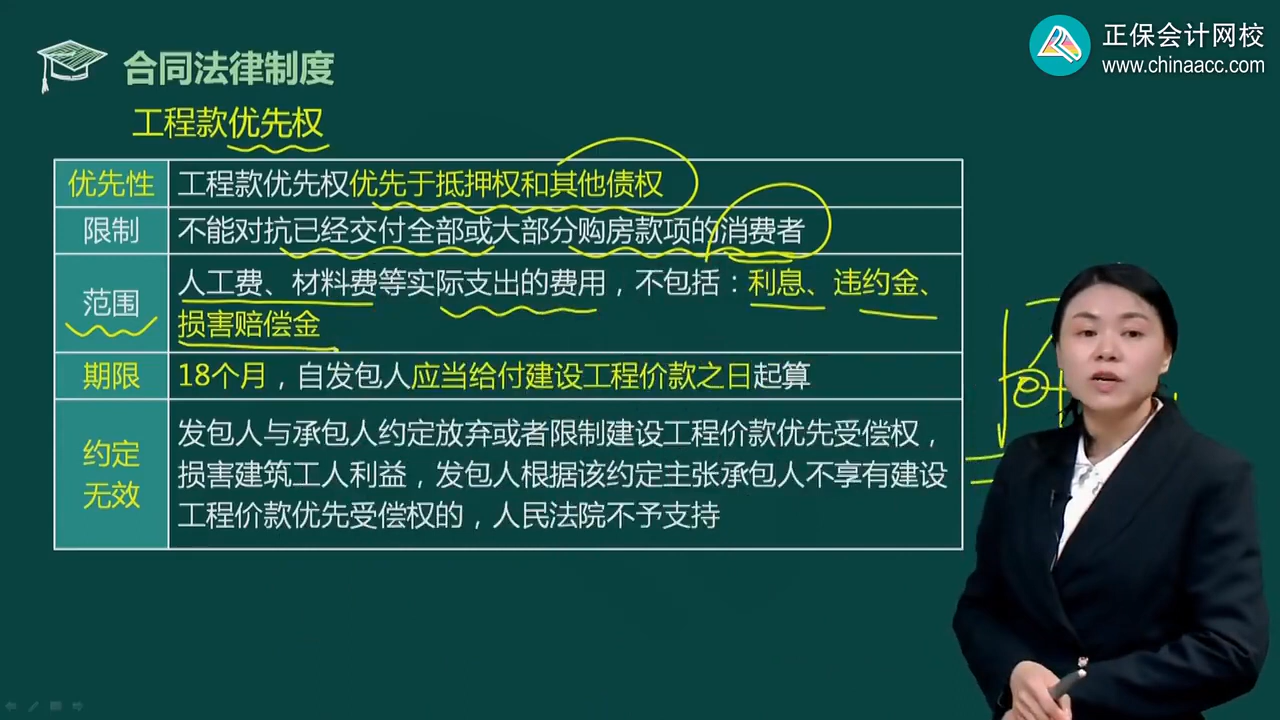 正保会计网校
www.chinaacc.com
合同法律制度
工程款优先权
优先性 工程款优先权优先于抵押权和其他债权
限制 不能对抗已经交付全部或大部分购房款项的消费者
范围 人工费、材料费等实际支出的费用，不包括：利息、违约金、
损害赔偿金
期限 18个月，自发包人应当给付建设工程价款之日起算
约定
无效
发包人与承包人约定放弃或者限制建设工程价款优先受偿权，
损害建筑工人利益，发包人根据该约定主张承包人不享有建设
工程价款优先受偿权的，人民法院不予支持